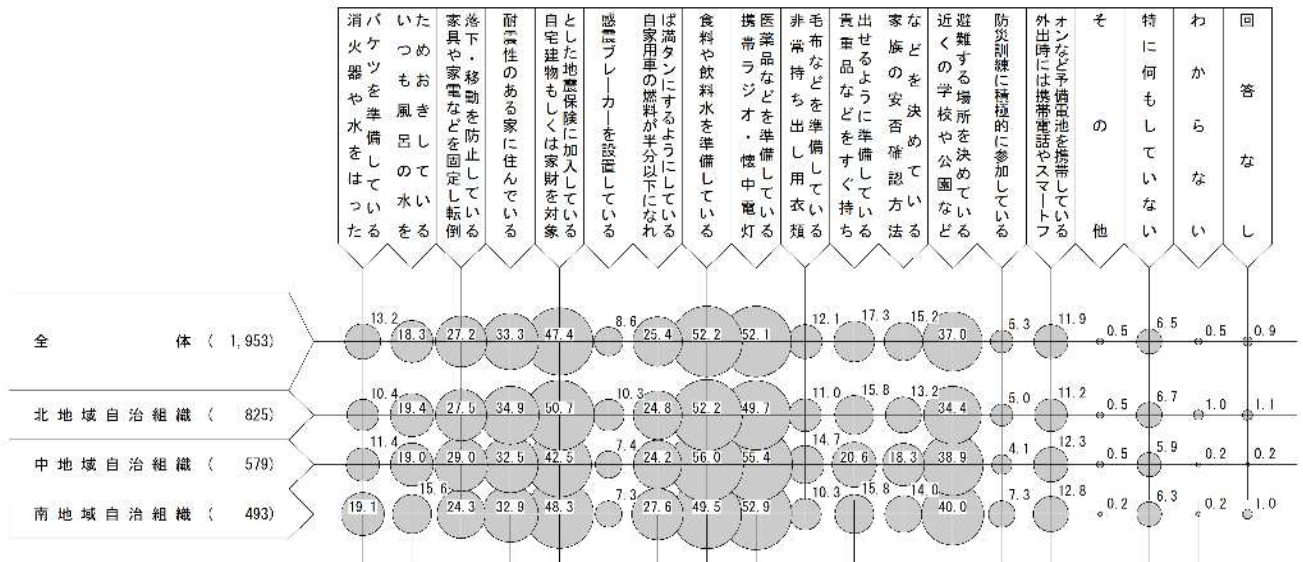 消火器や水をはった
バケツを準備している
いつも風呂の水を
ためおきしている
家具や家電などを固定し転倒
落下・移動を防止している
耐震性のある家に住んでいる
自宅建物もしくは家財を対象
とした地震保険に加入している
感震ブレーカーを設置している
自家用車の燃料が半分以下になれ
ば満タンにするようにしている
食料や飲料水を準備している
携帯ラジオ・懐中電灯
医薬品などを準備している
非常持ち出し用衣類
毛布などを準備している
貴重品などをすぐ持ち
出せるように準備している
家族の安否確認方法
などを決めている
近くの学校や公園など
避難する場所を決めている
防災訓練に積極的に参加している
外出時には携帯電話やスマートフ
ォンなど予備電池を携帯している
その他
特に何もしていない
わからない
回答なし
全体 (1,953) 13.2 18.3 27.2 33.3 47.4 8.6 25.4 52.2 52.1 12.1 17.3 15.2 37.0 5.3 11.9 0.5 6.5 0.5 0.9
北地域自治組織 (825) 10.4 19.4 27.5 34.9 50.7 10.3 24.8 52.2 49.7 11.0 15.8 13.2 34.4 5.0 11.2 0.5 6.7 1.0 1.1
中地域自治組織 (579) 11.4 19.0 29.0 32.5 42.5 7.4 24.2 56.0 55.4 14.7 20.6 18.3 38.9 4.1 12.3 0.5 5.9 0.2 0.2
南地域自治組織 (493) 19.1 15.6 24.3 32.9 48.3 7.3 27.6 49.5 52.9 10.3 15.8 14.0 40.0 7.3 12.8 0.2 6.3 0.2 1.0